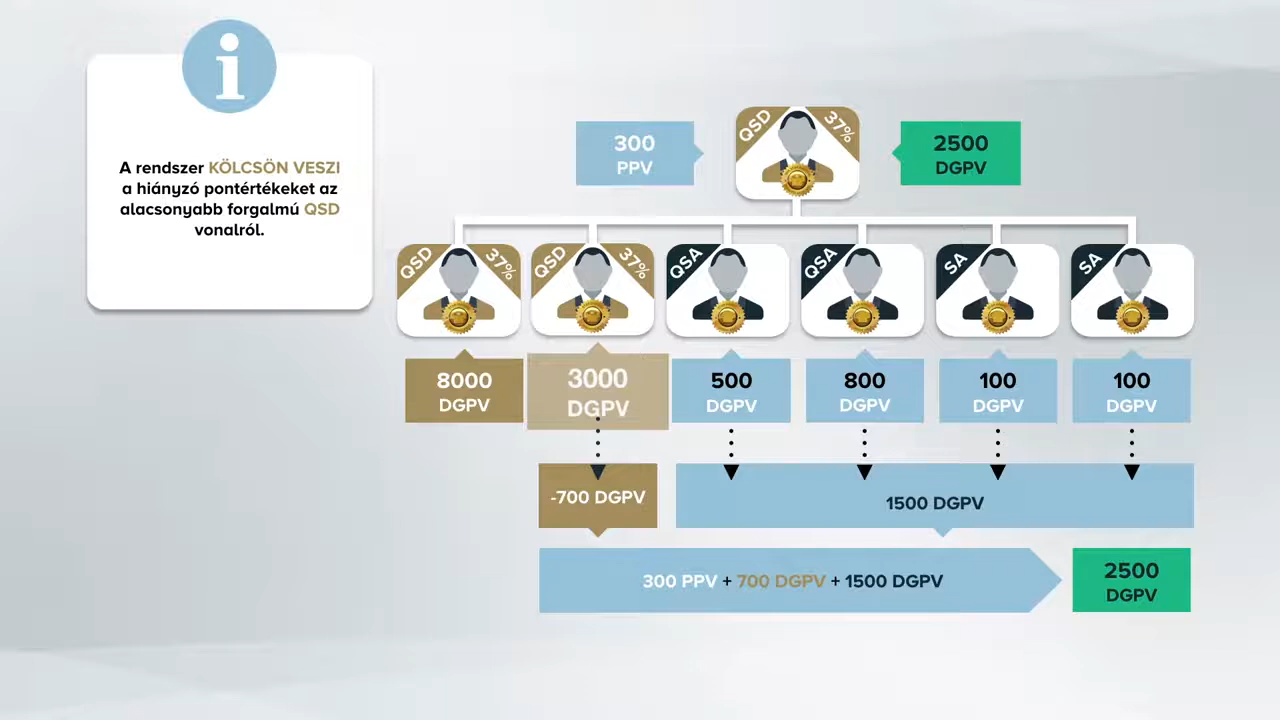 i
A rendszer KÖLCSÖN VESZI
a hiányzó pontértékeket az
alacsonyabb forgalmú QSD
vonalról.
300
PPV
QSD
37%
2500
DGPV
QSD
37%
QSD
37%
QSA
QSA
SA
SA
8000
DGPV
3000
DGPV
500
DGPV
800
DGPV
100
DGPV
100
DGPV
-700 DGPV
1500 DGPV
300 PPV + 700 DGPV + 1500 DGPV
2500
DGPV